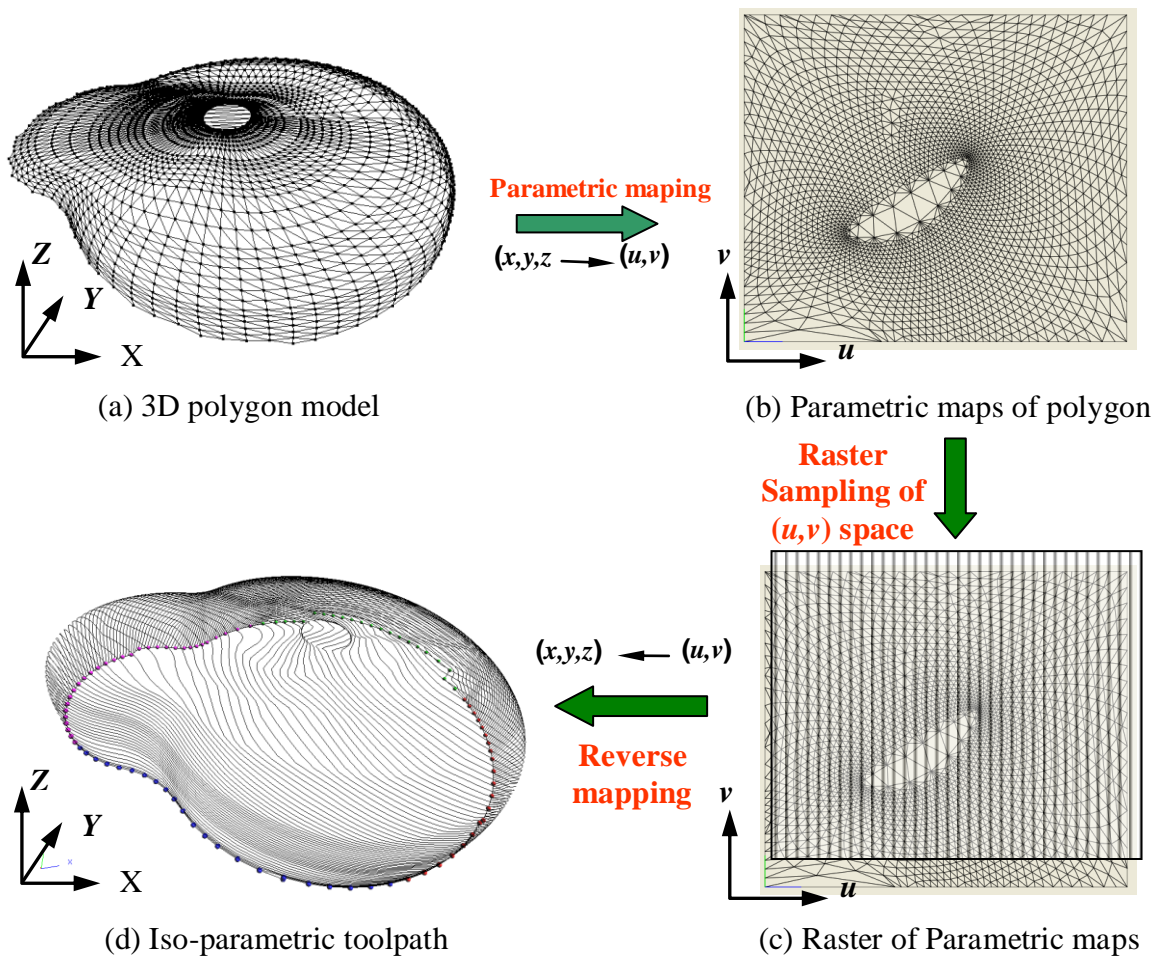 Parametric maping
(x,y,z → (u,v)
Z
Y
X
v
u
(a) 3D polygon model
(b) Parametric maps of polygon
Raster
Sampling of
(u,v) space
(x,y,z) ← (u,v)
Reverse
mapping
Z
Y
X
x
v
u
(d) Iso-parametric toolpath
(c) Raster of Parametric maps